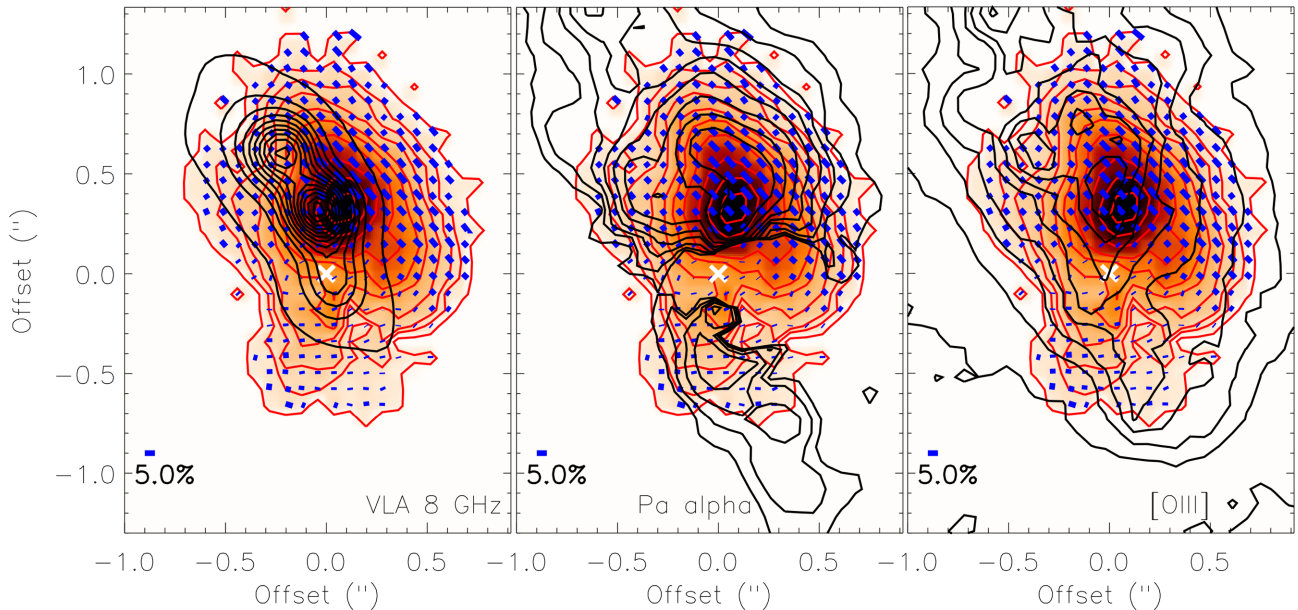 1.0
0.5
0.0
−0.5
−1.0
Offset ('')
5.0%
VLA 8 GHz
5.0%
Pa alpha
5.0%
[OIII]
−1.0 −0.5 0.0 0.5 −1.0 −0.5 0.0 0.5 −1.0 −0.5 0.0 0.5
Offset ('') Offset ('') Offset ('')